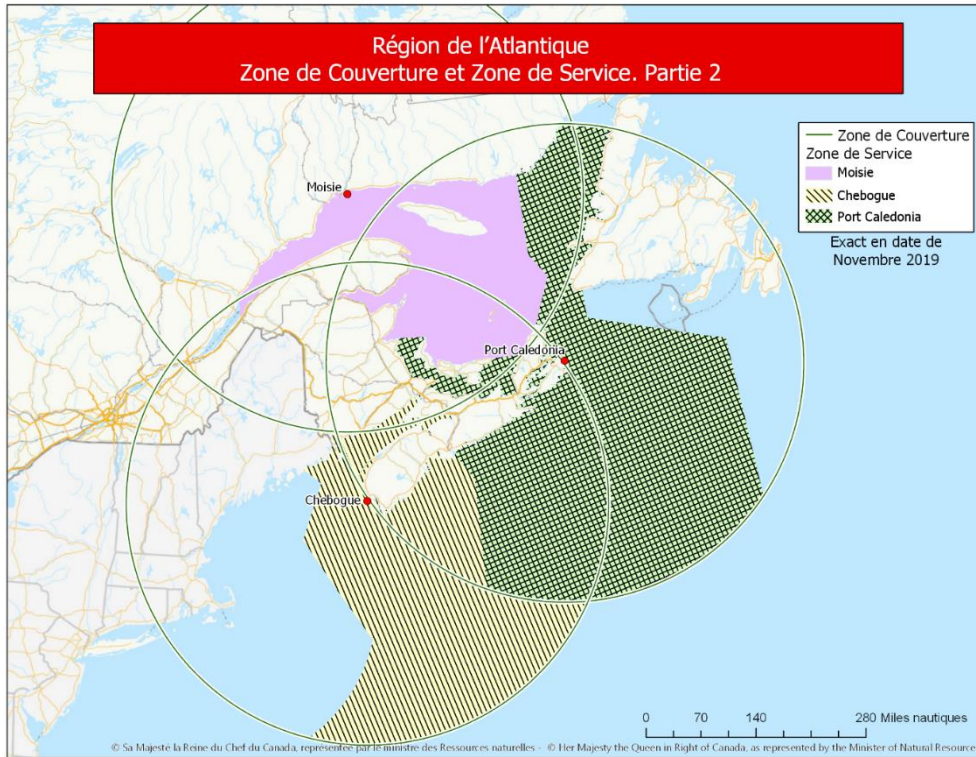 Région de l'Atlantique
Zone de Couverture et Zone de Service. Partie 2
Zone de Couverture
Zone de Service
Moisie
Chebogue
Port Caledonia
Exact en date de
Novembre 2019
Moisie
Port Caledonia
Chebogue
0 70 140 280 Miles nautiques
© Sa Majesté la Reine du Chef du Canada, représentée par le ministre des Ressources naturelles - © Her Majesty the Queen in Right of Canada, as represented by the Minister of Natural Resource